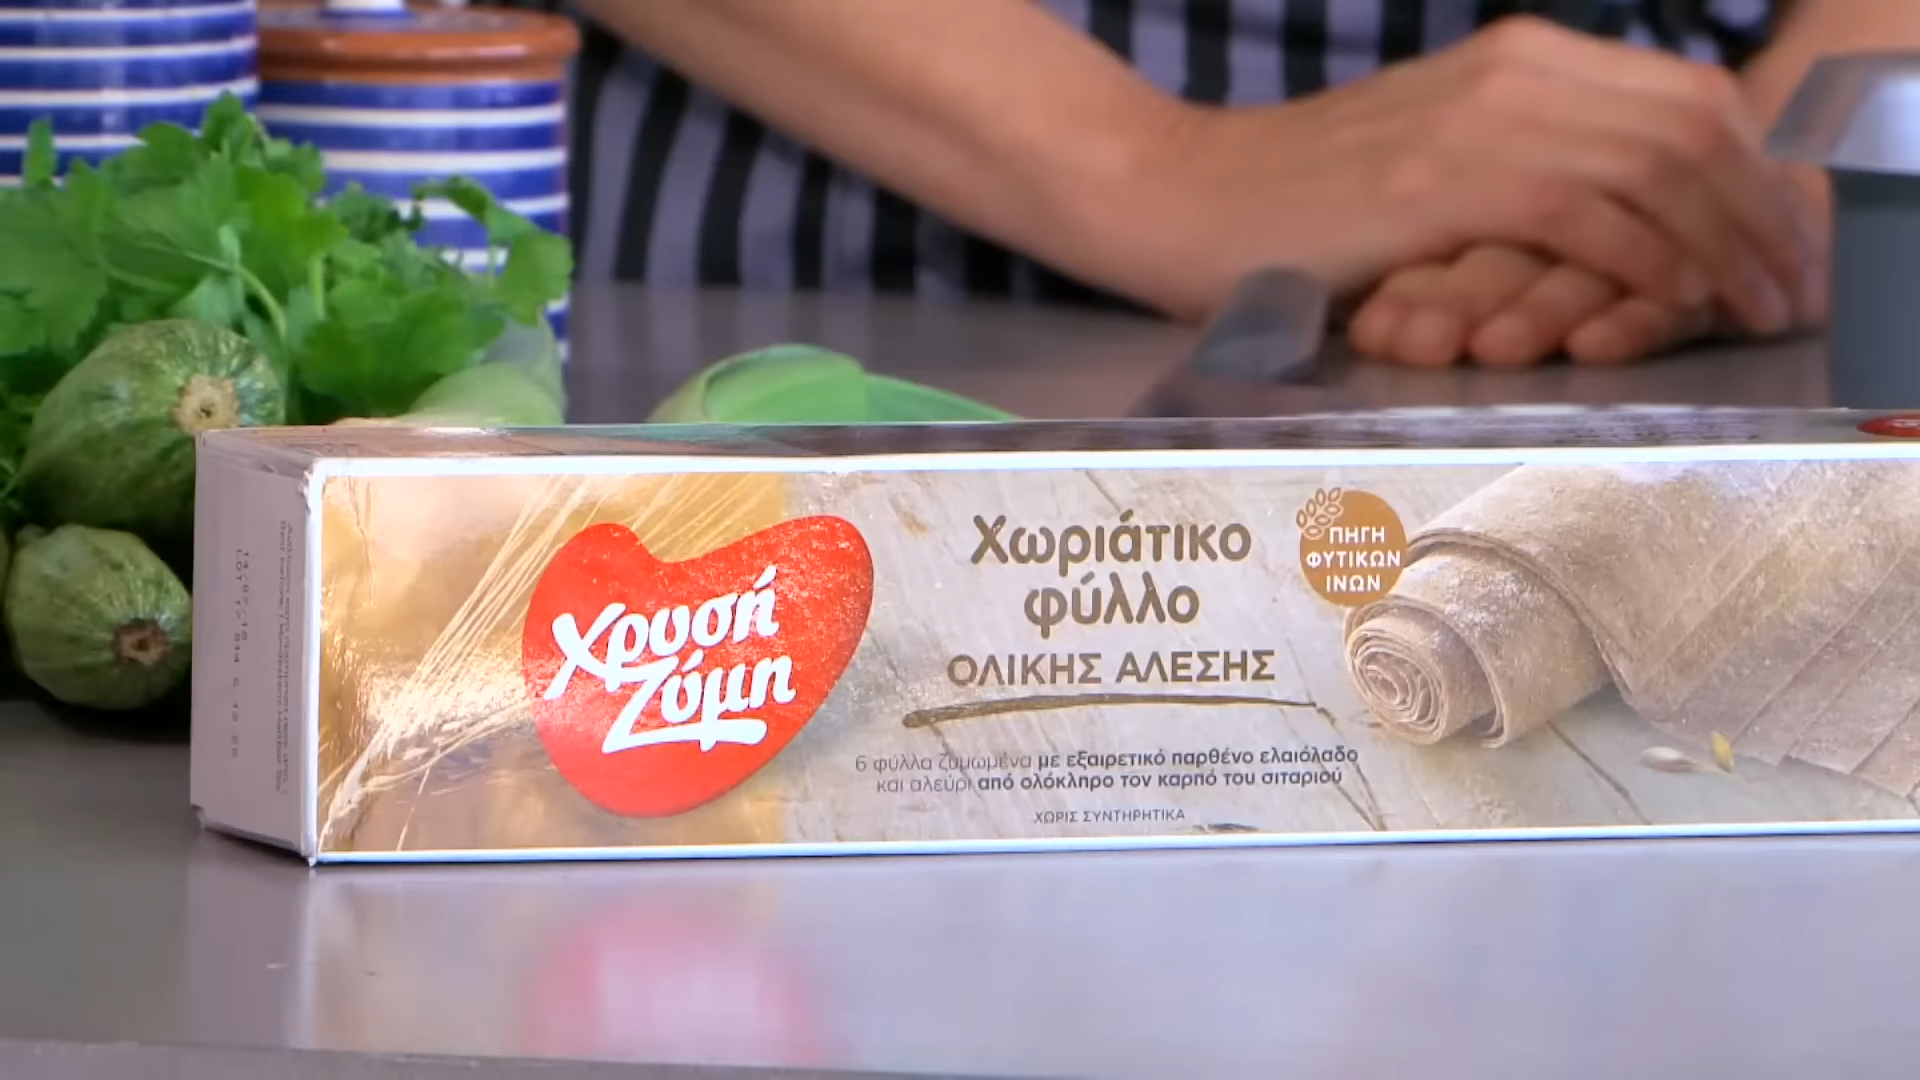 Χρυσή
Ζύμη
Χωριάτικο
φύλλο
ΟΛΙΚΗΣ ΑΛΕΣΗΣ
6 φύλλα ζυμωμένα με εξαιρετικό παρθένο ελαιόλαδο
και αλεύρι από ολόκληρο τον καρπό του σιταριού
ΧΩΡΙΣ ΣΥΝΤΗΡΗΤΙΚΑ
ΠΗΓΗ
ΦΥΤΙΚΩΝ
ΙΝΩΝ